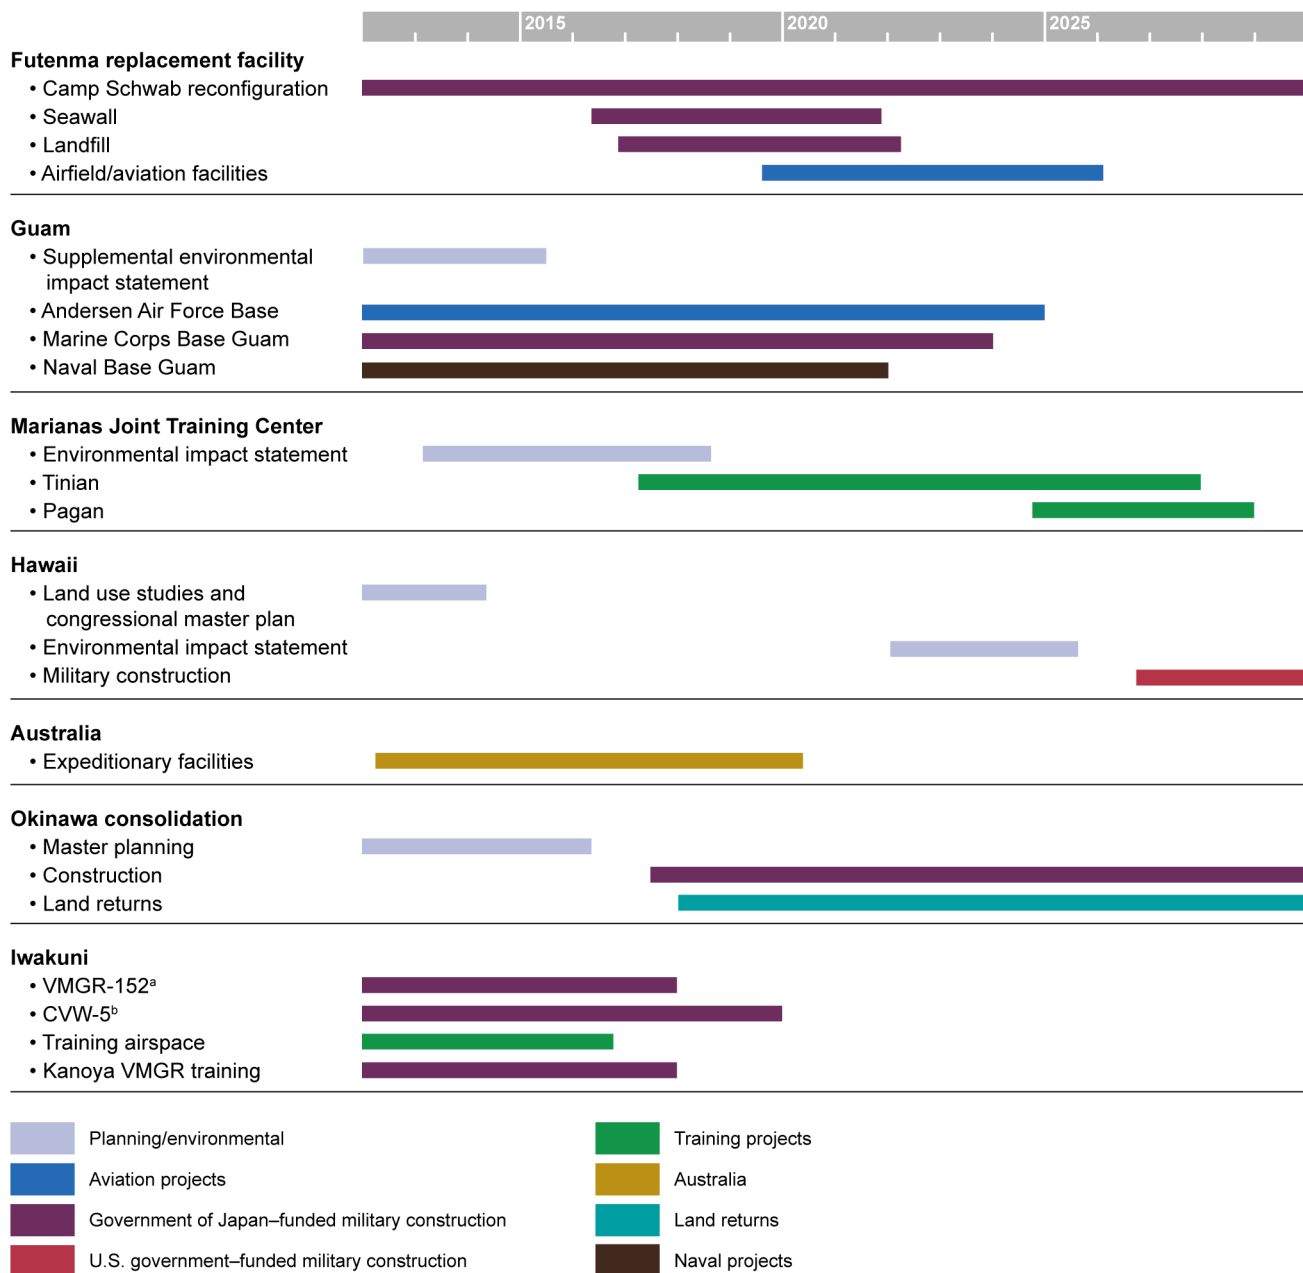 2015 2020 2025
Futenma replacement facility
• Camp Schwab reconfiguration
• Seawall
• Landfill
• Airfield/aviation facilities
Guam
• Supplemental environmental
impact statement
• Andersen Air Force Base
• Marine Corps Base Guam
• Naval Base Guam
Marianas Joint Training Center
• Environmental impact statement
• Tinian
• Pagan
Hawaii
• Land use studies and
congressional master plan
• Environmental impact statement
• Military construction
Australia
• Expeditionary facilities
Okinawa consolidation
• Master planning
• Construction
• Land returns
Iwakuni
• VMGR-152ᵃ
• CVW-5ᵇ
• Training airspace
• Kanoya VMGR training
Planning/environmental
Aviation projects
Government of Japan–funded military construction
U.S. government–funded military construction
Training projects
Australia
Land returns
Naval projects